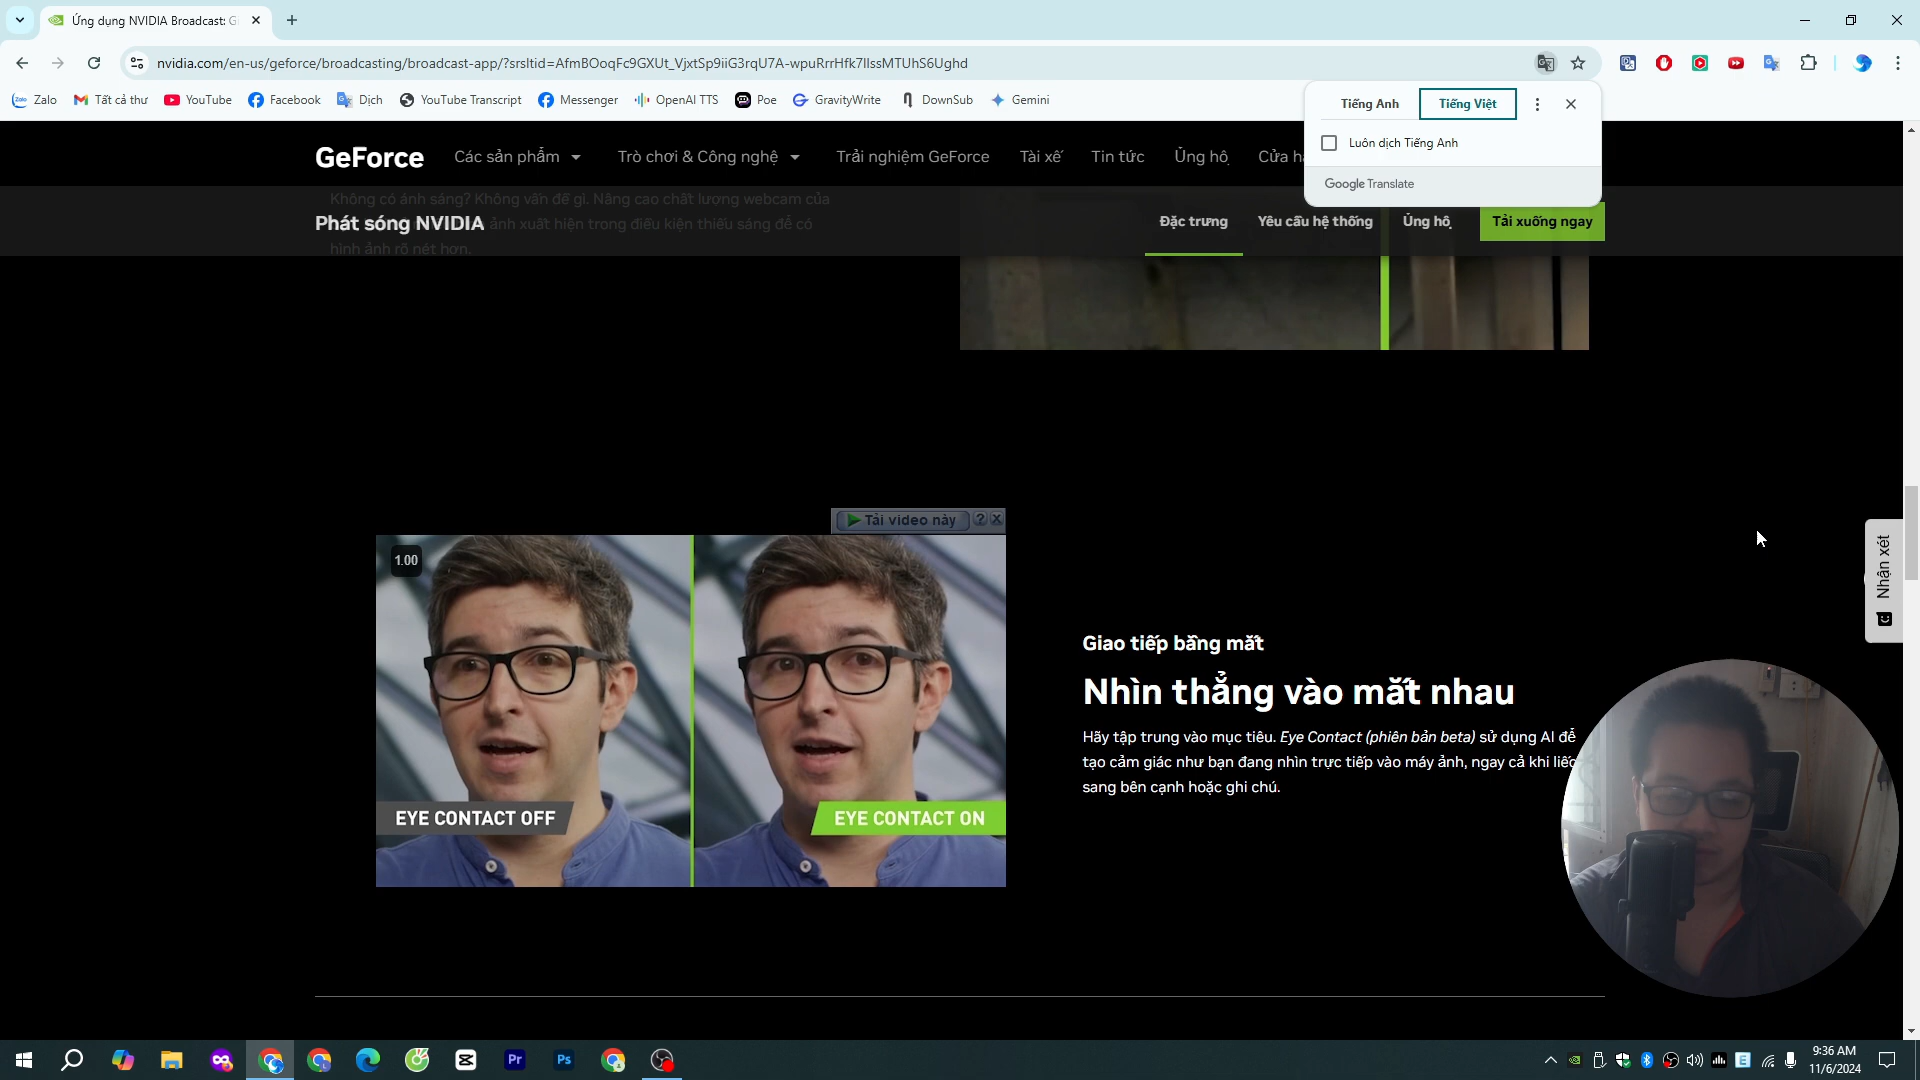 Ứng dụng NVIDIA Broadcast: G
nvidia.com/en-us/geforce/broadcasting/broadcast-app/?srsltid=AfmBOoqFc9GXUt_VjxtSp9iiG3rqU7A-wpuRrrHfk7IlssMTUhS6Ughd
Zalo Tất cả thư YouTube Facebook Dịch YouTube Transcript Messenger OpenAI TTS Poe GravityWrite DownSub Gemini
Tiếng Anh Tiếng Việt
Luôn dịch Tiếng Anh
Google Translate
GeForce Các sản phẩm Trò chơi & Công nghệ Trải nghiệm GeForce Tài xế Tin tức Ủng hộ Cửa hà
Không có ánh sáng? Không vấn đề gì. Nâng cao chất lượng webcam của
ảnh xuất hiện trong điều kiện thiếu sáng để có
hình ảnh rõ nét hơn.
Phát sóng NVIDIA Đặc trưng Yêu cầu hệ thống Ủng hộ Tải xuống ngay
Tải video này ? X
1.00
EYE CONTACT OFF EYE CONTACT ON
Giao tiếp bằng mắt
Nhìn thẳng vào mắt nhau
Hãy tập trung vào mục tiêu. Eye Contact (phiên bản beta) sử dụng AI để
tạo cảm giác như bạn đang nhìn trực tiếp vào máy ảnh, ngay cả khi liếc
sang bên cạnh hoặc ghi chú.
Nhận xét
Pr Ps
9:36 AM
11/6/2024